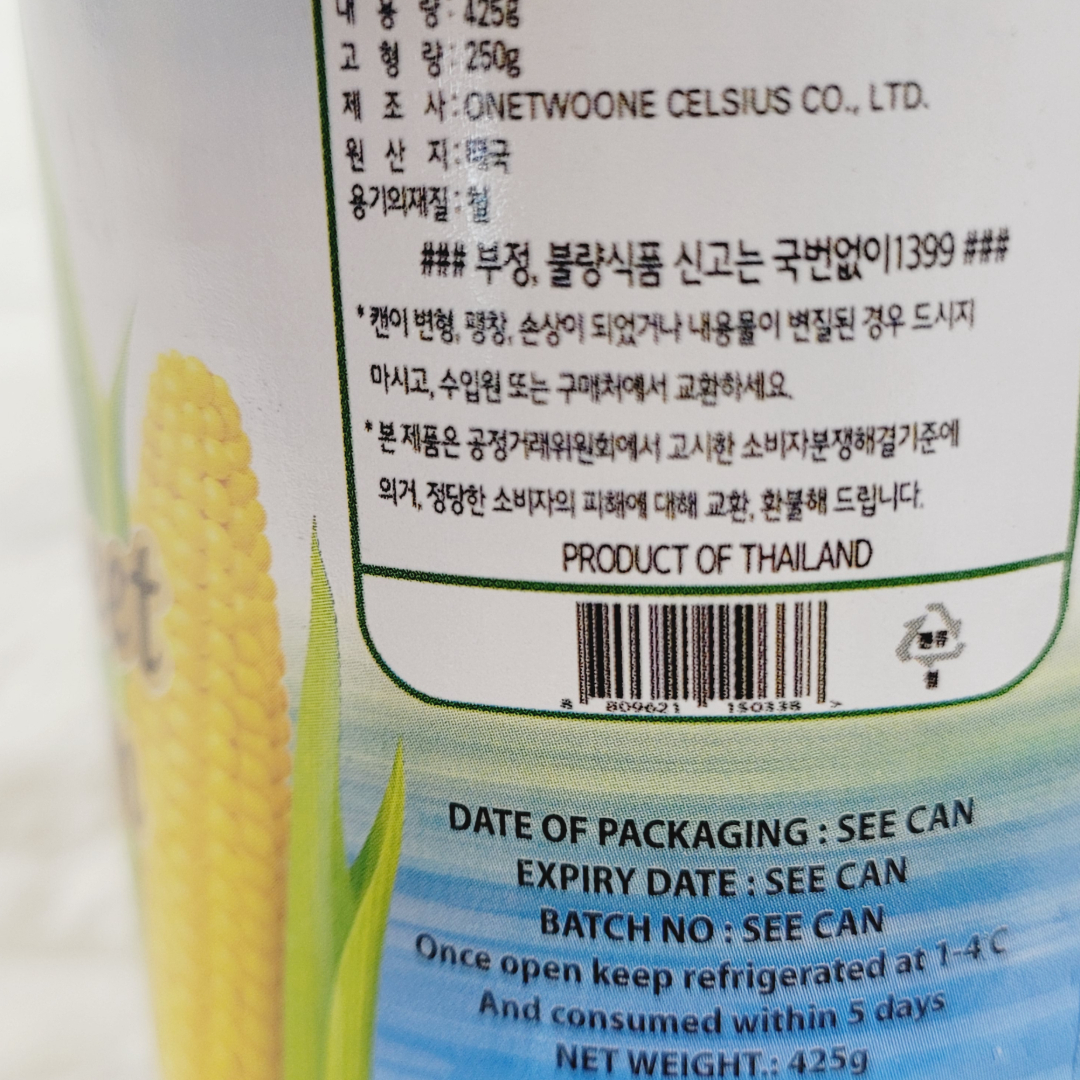 내 용 량 : 425g
고 형 량 : 250g
제 조 사 : ONETWOONE CELSIUS CO., LTD.
원 산 지 : 태국
용기의재질 : 철
### 부정, 불량식품 신고는 국번없이1399 ###
* 캔이 변형, 팽창, 손상이 되었거나 내용물이 변질된 경우 드시지
마시고, 수입원 또는 구매처에서 교환하세요.
* 본 제품은 공정거래위원회에서 고시한 소비자분쟁해결기준에
의거, 정당한 소비자의 피해에 대해 교환, 환불해 드립니다.
PRODUCT OF THAILAND
캔류
철
8 809621 150338 >
DATE OF PACKAGING : SEE CAN
EXPIRY DATE : SEE CAN
BATCH NO : SEE CAN
Once open keep refrigerated at 1-4 C
And consumed within 5 days
NET WEIGHT.: 425g